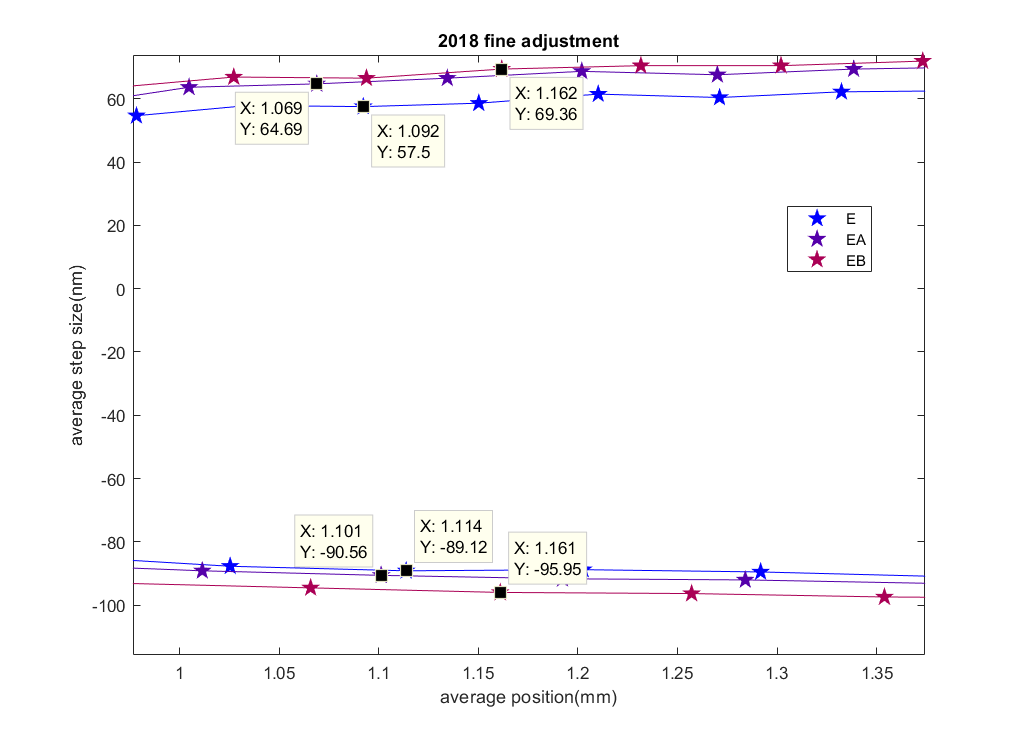 2018 fine adjustment
average step size(nm)
60
40
20
0
-20
-40
-60
-80
-100
X: 1.069
Y: 64.69
X: 1.092
Y: 57.5
X: 1.162
Y: 69.36
E
EA
EB
X: 1.101
Y: -90.56
X: 1.114
Y: -89.12
X: 1.161
Y: -95.95
1
1.05
1.1
1.15
1.2
1.25
1.3
1.35
average position(mm)